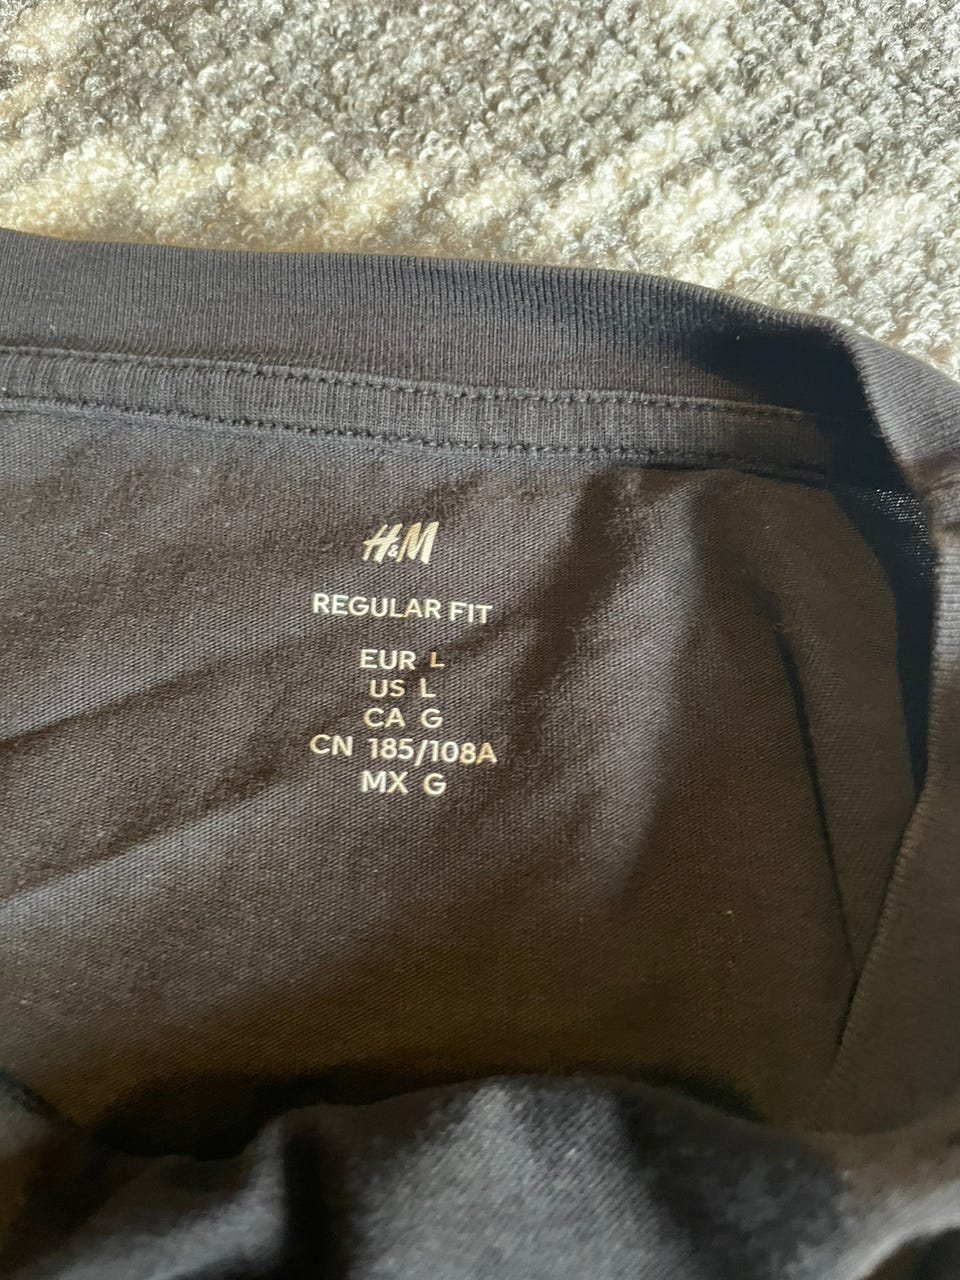 H&M
REGULAR FIT
EUR L
US L
CA G
CN 185/108A
MX G